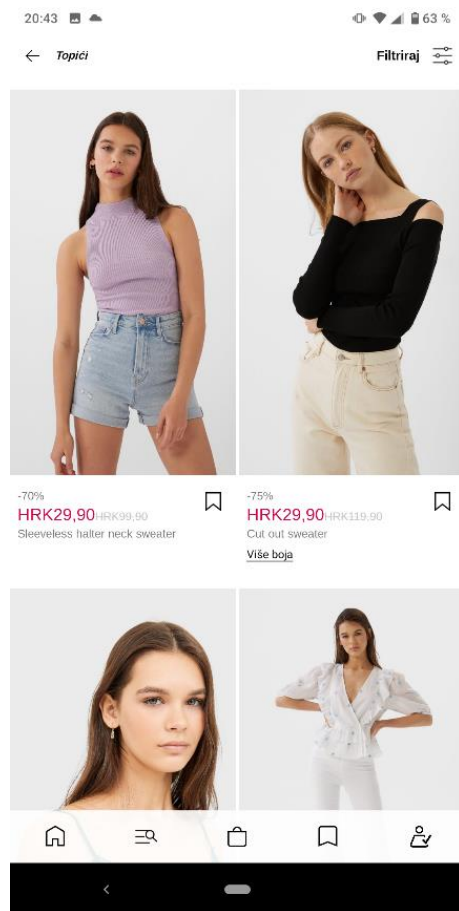 20:43
63 %
Topići
Filtriraj
-70%
HRK29,90 HRK99,90
Sleeveless halter neck sweater
-75%
HRK29,90 HRK119,90
Cut out sweater
Više boja